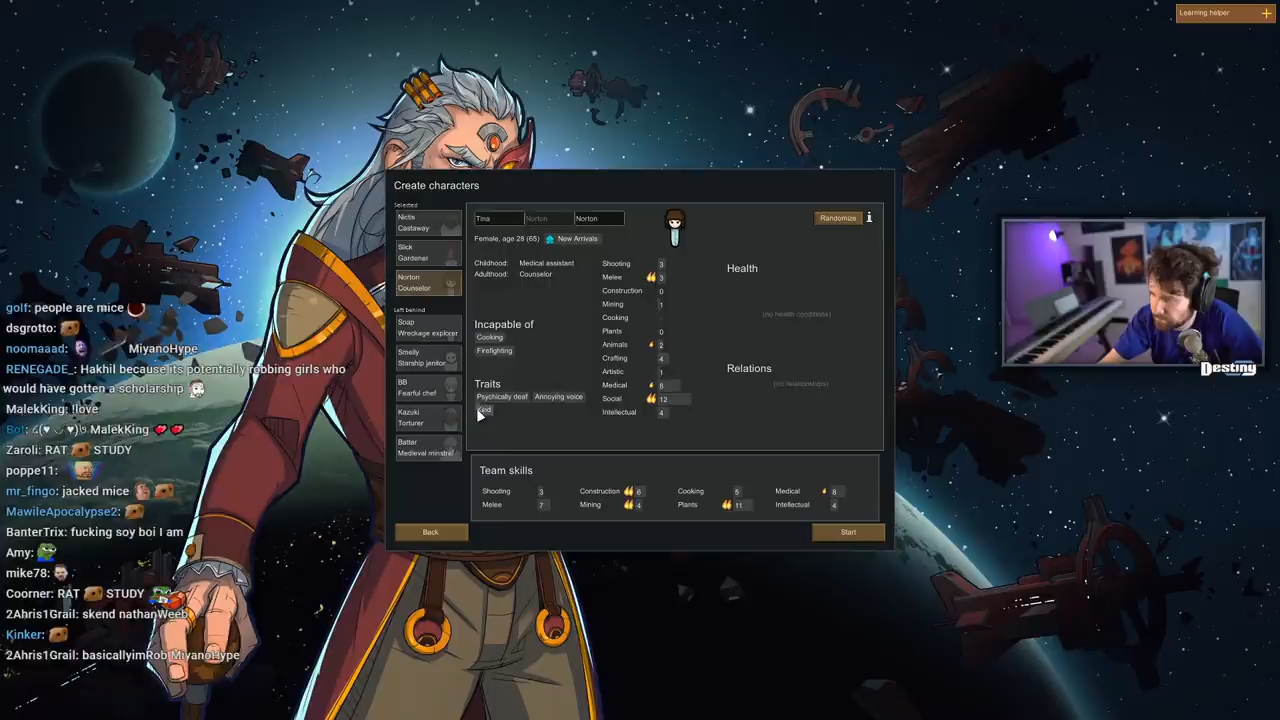 Learning helper
Create characters
Selected
Nictis
Castaway
Slick
Gardener
Norton
Counselor
Left behind
Soap
Wreckage explorer
Smelly
Starship janitor
BB
Fearful chef
Kazuki
Torturer
Batter
Medieval minstrel
Tina
Norton
Norton
Randomize
Female, age 28 (65)
New Arrivals
Childhood: Medical assistant
Adulthood: Counselor
Incapable of
Cooking
Firefighting
Traits
Psychically deaf
Annoying voice
Kind
Shooting 3
Melee 3
Construction 0
Mining 1
Cooking -
Plants 0
Animals 2
Crafting 4
Artistic 1
Medical 8
Social 12
Intellectual 4
Health
(no health conditions)
Relations
(no relationships)
Team skills
Shooting 3
Construction 6
Cooking 5
Medical 8
Melee 7
Mining 4
Plants 11
Intellectual 4
Back
Start
golf: people are mice
dsgrotto:
noomaaad: MiyanoHype
RENEGADE_: Hakhil because its potentially robbing girls who
would have gotten a scholarship
MalekKing: !love
Bot: MalekKing
Zaroli: RAT STUDY
poppe11:
mr_fingo: jacked mice
MawileApocalypse2:
BanterTrix: fucking soy boi I am
Amy:
mike78:
Coorner: RAT STUDY
2Ahris1Grail: skend nathanWeeb
Kinker:
2Ahris1Grail: basicallyimRob MiyanoHype
Destiny